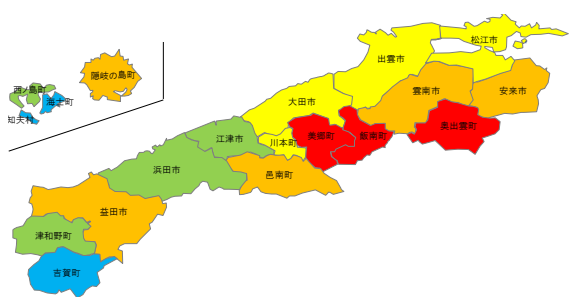 松江市
出雲市
隠岐の島町
西ノ島町
海士町
知夫村
雲南市
安来市
大田市
奥出雲町
飯南町
美郷町
川本町
江津市
浜田市
邑南町
益田市
津和野町
吉賀町